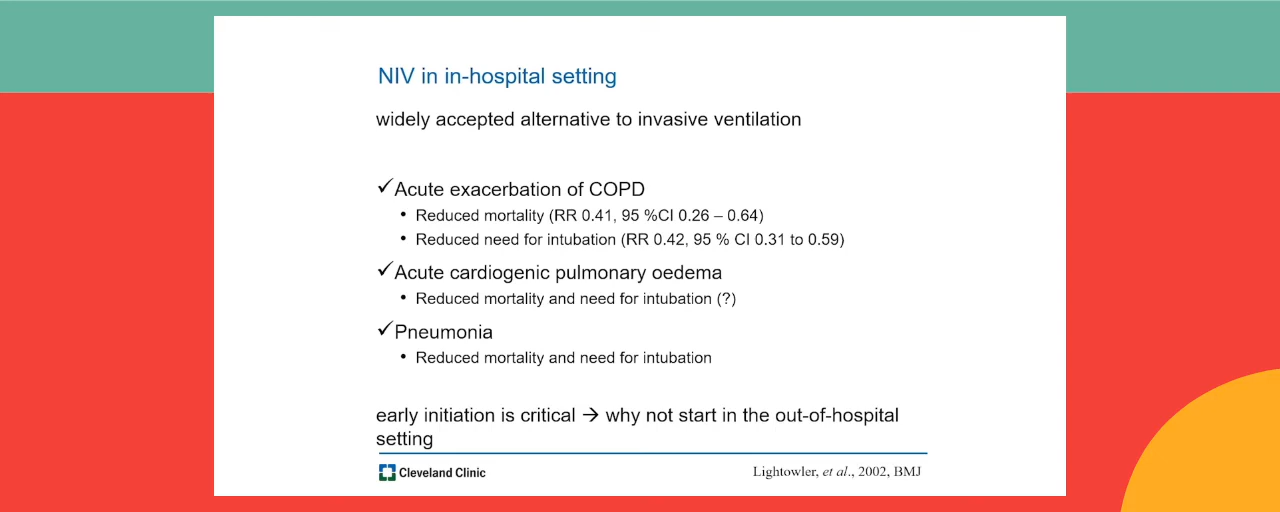 NIV in in-hospital setting
widely accepted alternative to invasive ventilation
✓Acute exacerbation of COPD
• Reduced mortality (RR 0.41, 95 %CI 0.26 – 0.64)
• Reduced need for intubation (RR 0.42, 95 % CI 0.31 to 0.59)
✓Acute cardiogenic pulmonary oedema
• Reduced mortality and need for intubation (?)
✓Pneumonia
• Reduced mortality and need for intubation
early initiation is critical → why not start in the out-of-hospital
setting
Cleveland Clinic
Lightowler, et al., 2002, BMJ